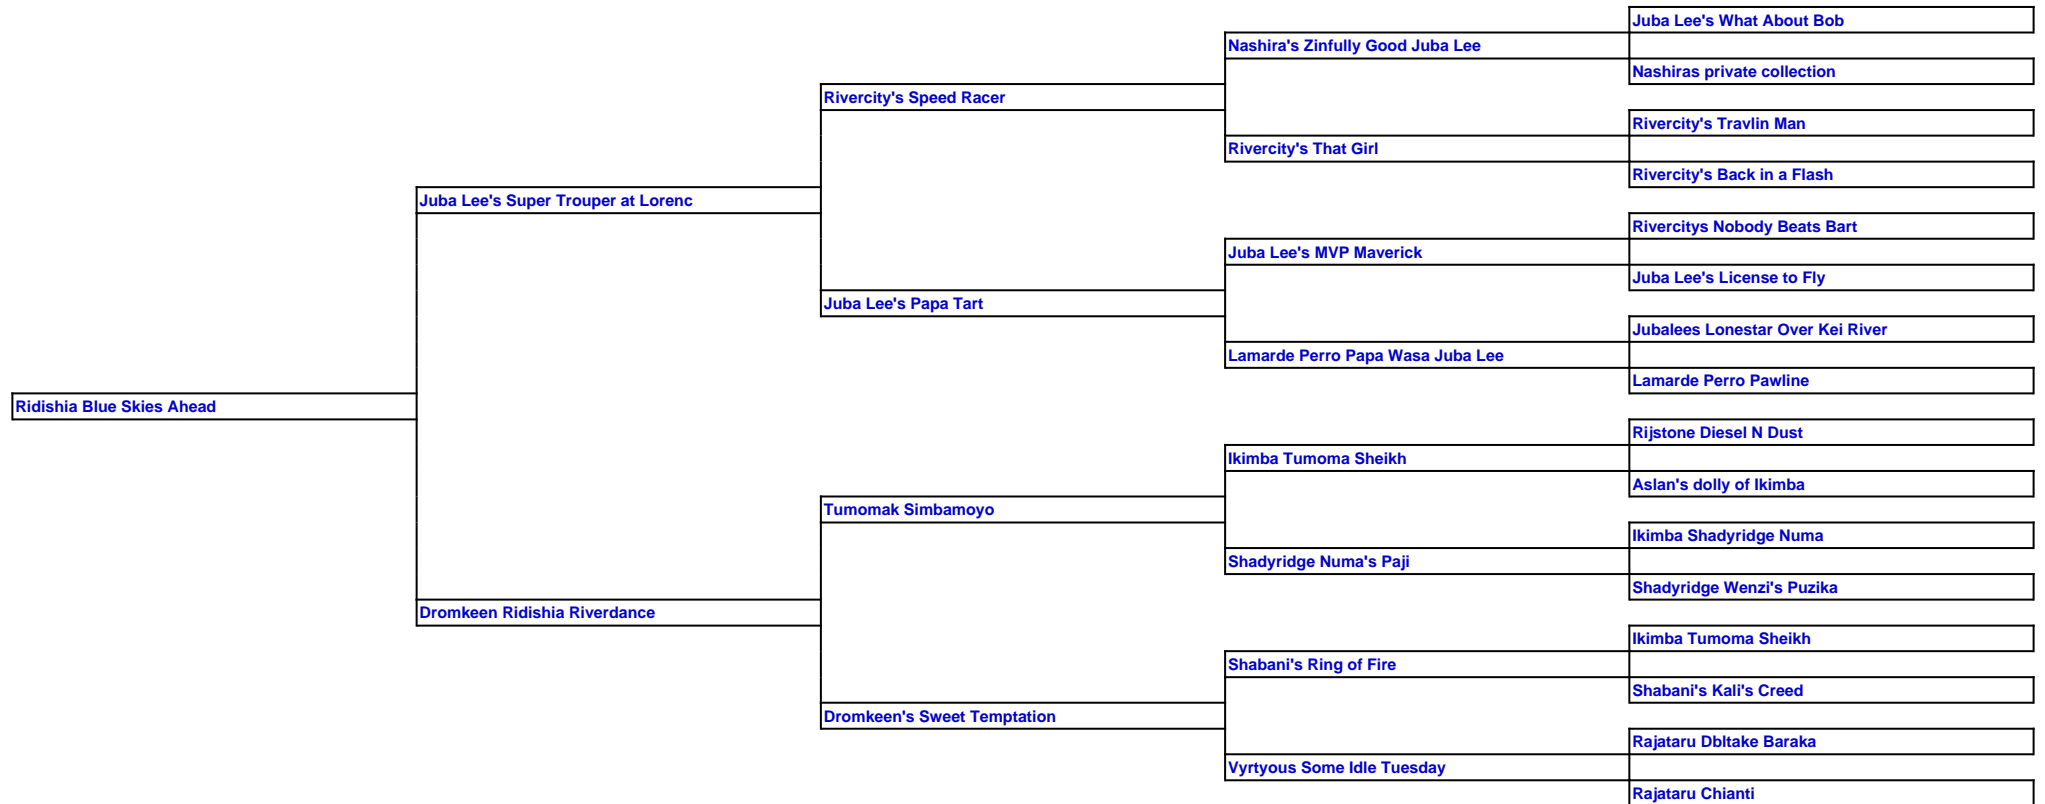 Juba Lee's What About Bob
Nashira's Zinfully Good Juba Lee
Nashiras private collection
Rivercity's Speed Racer
Rivercity's Travlin Man
Rivercity's That Girl
Rivercity's Back in a Flash
Juba Lee's Super Trouper at Lorenc
Rivercitys Nobody Beats Bart
Juba Lee's MVP Maverick
Juba Lee's License to Fly
Juba Lee's Papa Tart
Jubalees Lonestar Over Kei River
Lamarde Perro Papa Wasa Juba Lee
Lamarde Perro Pawline
Ridishia Blue Skies Ahead
Rijstone Diesel N Dust
Ikimba Tumoma Sheikh
Aslan's dolly of Ikimba
Tumomak Simbamoyo
Ikimba Shadyridge Numa
Shadyridge Numa's Paji
Shadyridge Wenzi's Puzika
Dromkeen Ridishia Riverdance
Ikimba Tumoma Sheikh
Shabani's Ring of Fire
Shabani's Kali's Creed
Dromkeen's Sweet Temptation
Rajataru Dbltake Baraka
Vyrtyous Some Idle Tuesday
Rajataru Chianti